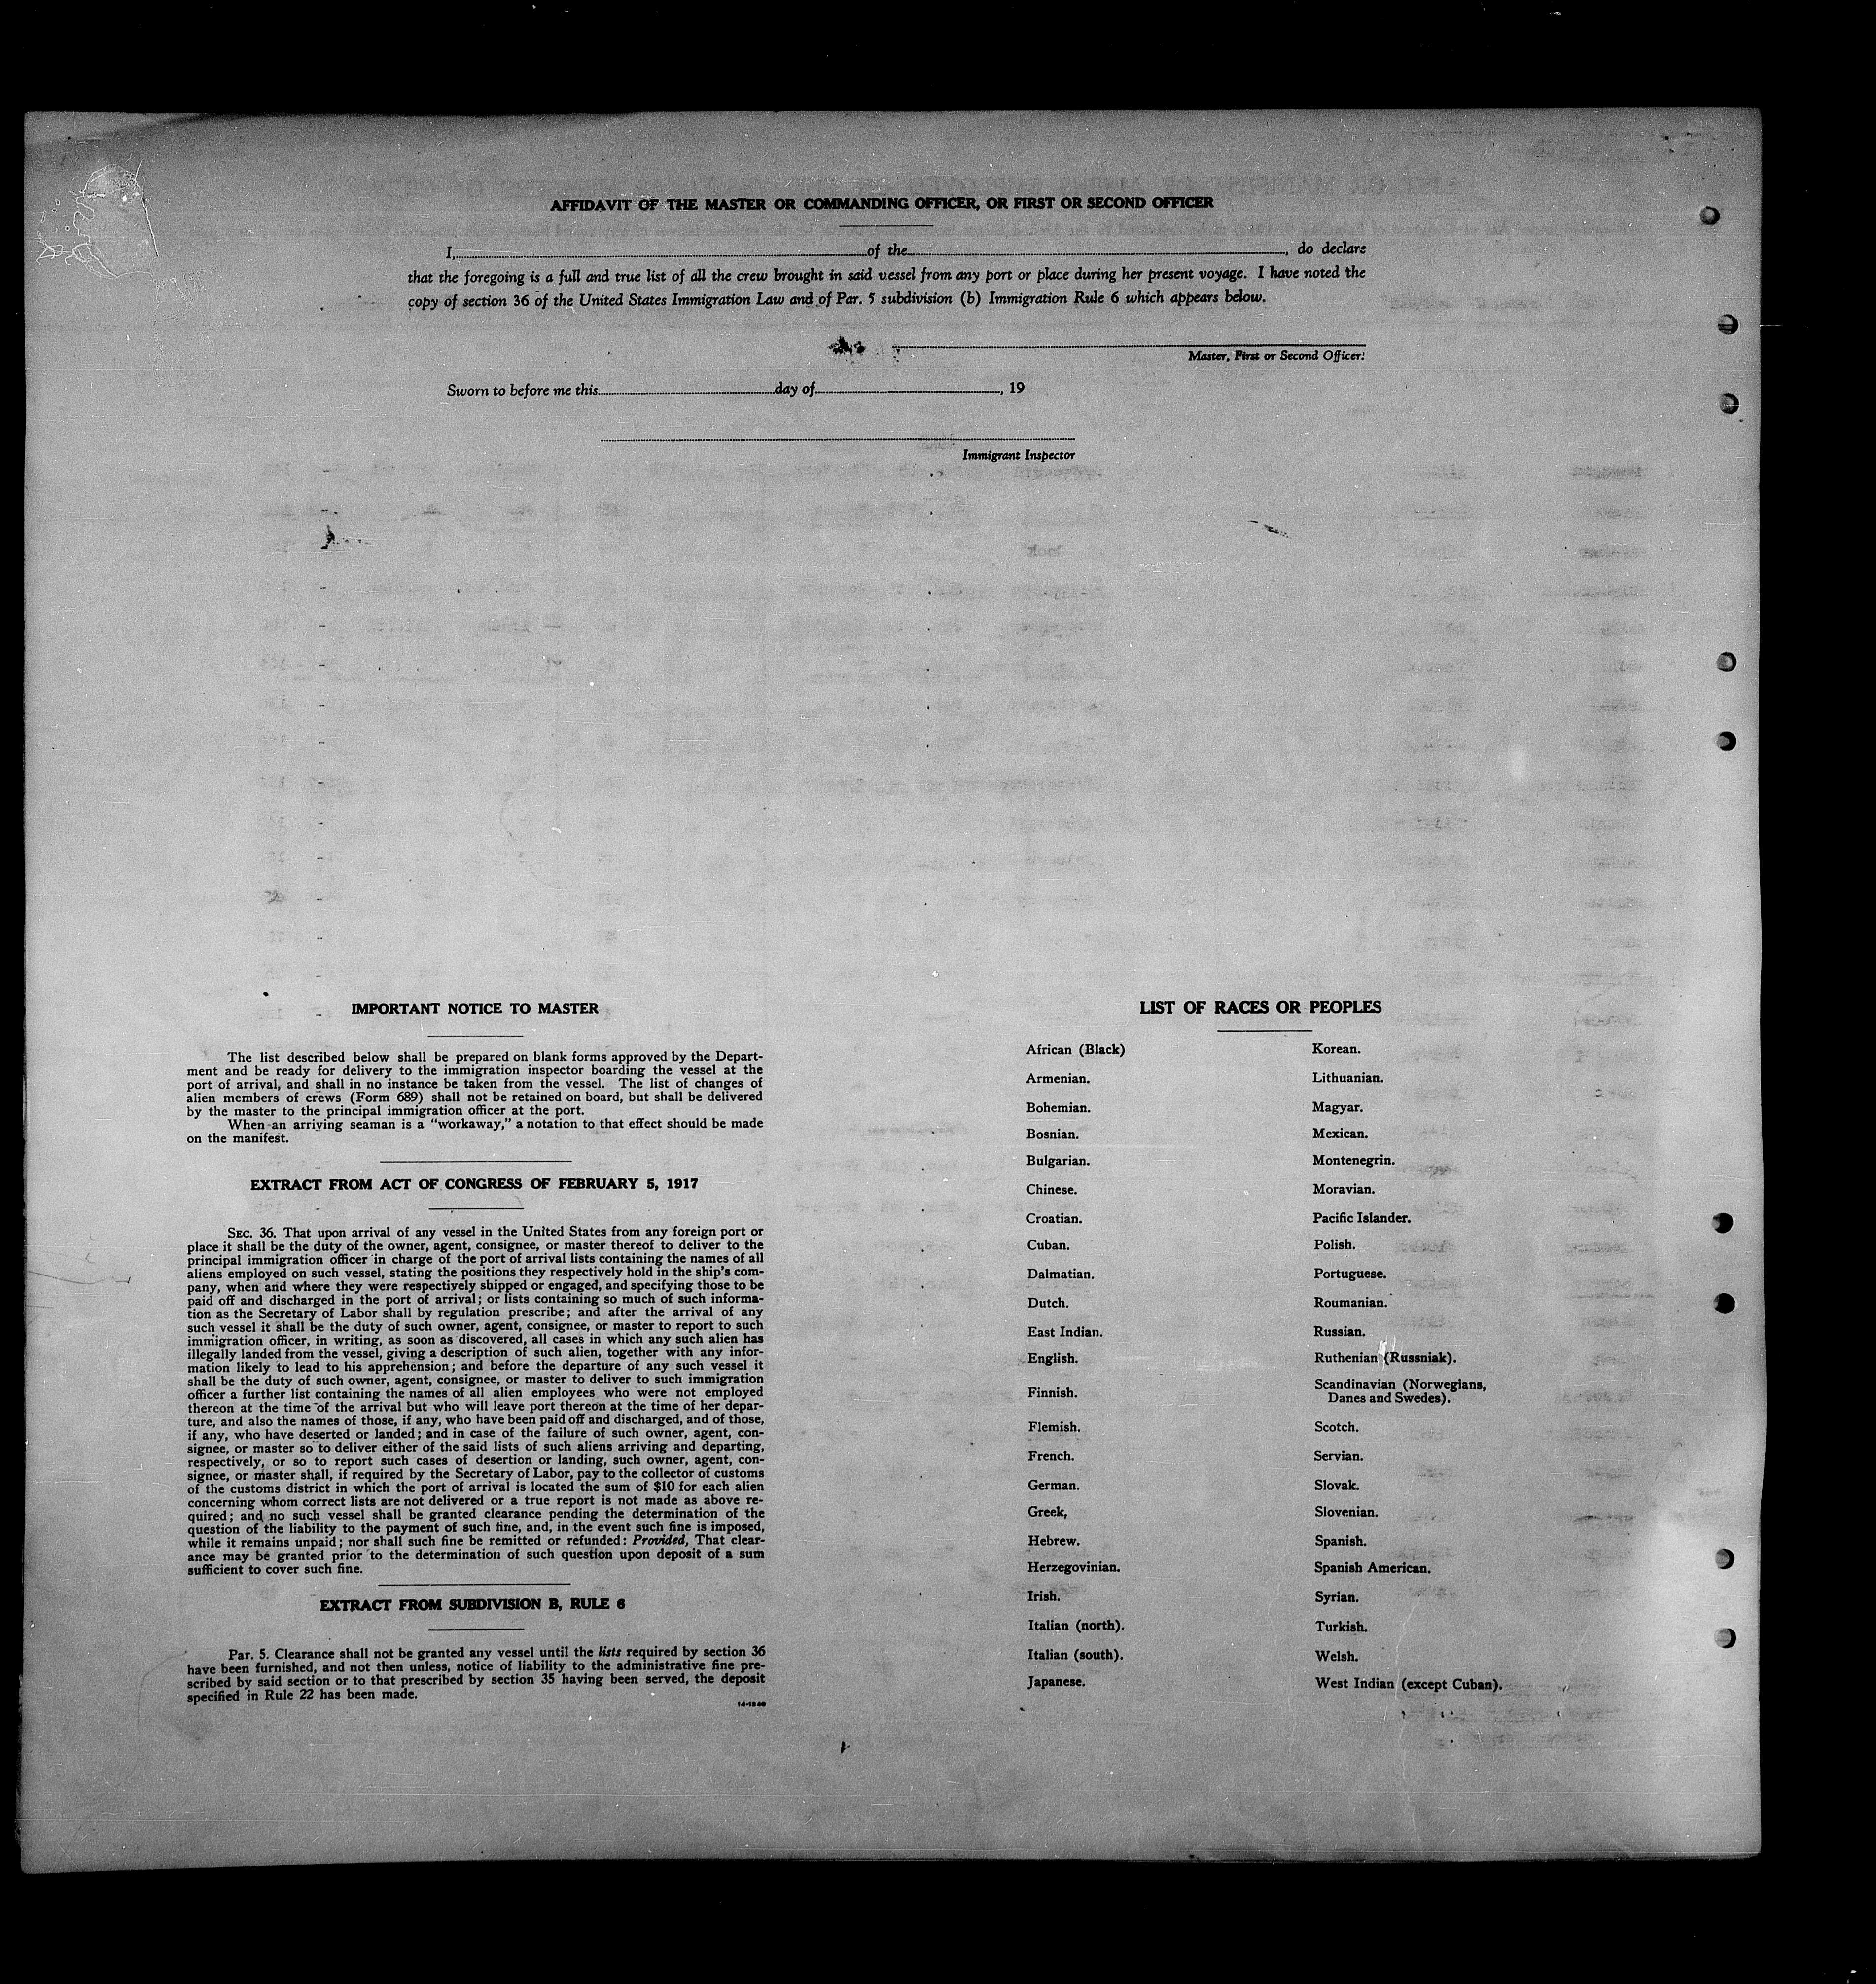 AFFIDAVIT OF THE MASTER OR COMMANDING OFFICER, OR FIRST OR SECOND OFFICER
I, of the , do declare
that the foregoing is a full and true list of all the crew brought in said vessel from any port or place during her present voyage. I have noted the
copy of section 36 of the United States Immigration Law and of Par. 5 subdivision (b) Immigration Rule 6 which appears below.
Master, First or Second Officer.
Sworn to before me this day of , 19
Immigrant Inspector
IMPORTANT NOTICE TO MASTER
The list described below shall be prepared on blank forms approved by the Depart-
ment and be ready for delivery to the immigration inspector boarding the vessel at the
port of arrival, and shall in no instance be taken from the vessel. The list of changes of
alien members of crews (Form 689) shall not be retained on board, but shall be delivered
by the master to the principal immigration officer at the port.
When an arriving seaman is a "workaway," a notation to that effect should be made
on the manifest.
EXTRACT FROM ACT OF CONGRESS OF FEBRUARY 5, 1917
SEC. 36. That upon arrival of any vessel in the United States from any foreign port or
place it shall be the duty of the owner, agent, consignee, or master thereof to deliver to the
principal immigration officer in charge of the port of arrival lists containing the names of all
aliens employed on such vessel, stating the positions they respectively hold in the ship's com-
pany, when and where they were respectively shipped or engaged, and specifying those to be
paid off and discharged in the port of arrival; or lists containing so much of such informa-
tion as the Secretary of Labor shall by regulation prescribe; and after the arrival of any
such vessel it shall be the duty of such owner, agent, consignee, or master to report to such
immigration officer, in writing, as soon as discovered, all cases in which any such alien has
illegally landed from the vessel, giving a description of such alien, together with any infor-
mation likely to lead to his apprehension; and before the departure of any such vessel it
shall be the duty of such owner, agent, consignee, or master to deliver to such immigration
officer a further list containing the names of all alien employees who were not employed
thereon at the time of the arrival but who will leave port thereon at the time of her depar-
ture, and also the names of those, if any, who have been paid off and discharged, and of those,
if any, who have deserted or landed; and in case of the failure of such owner, agent, con-
signee, or master so to deliver either of the said lists of such aliens arriving and departing,
respectively, or so to report such cases of desertion or landing, such owner, agent, con-
signee, or master shall, if required by the Secretary of Labor, pay to the collector of customs
of the customs district in which the port of arrival is located the sum of $10 for each alien
concerning whom correct lists are not delivered or a true report is not made as above re-
quired; and no such vessel shall be granted clearance pending the determination of the
question of the liability to the payment of such fine, and, in the event such fine is imposed,
while it remains unpaid; nor shall such fine be remitted or refunded: Provided, That clear-
ance may be granted prior to the determination of such question upon deposit of a sum
sufficient to cover such fine.
EXTRACT FROM SUBDIVISION B, RULE 6
Par. 5. Clearance shall not be granted any vessel until the lists required by section 36
have been furnished, and not then unless, notice of liability to the administrative fine pre-
scribed by said section or to that prescribed by section 35 having been served, the deposit
specified in Rule 22 has been made.
LIST OF RACES OR PEOPLES
African (Black)
Armenian.
Bohemian.
Bosnian.
Bulgarian.
Chinese.
Croatian.
Cuban.
Dalmatian.
Dutch.
East Indian.
English.
Finnish.
Flemish.
French.
German.
Greek,
Hebrew.
Herzegovinian.
Irish.
Italian (north).
Italian (south).
Japanese.
Korean.
Lithuanian.
Magyar.
Mexican.
Montenegrin.
Moravian.
Pacific Islander.
Polish.
Portuguese.
Roumanian.
Russian.
Ruthenian (Russniak).
Scandinavian (Norwegians,
Danes and Swedes).
Scotch.
Servian.
Slovak.
Slovenian.
Spanish.
Spanish American.
Syrian.
Turkish.
Welsh.
West Indian (except Cuban).